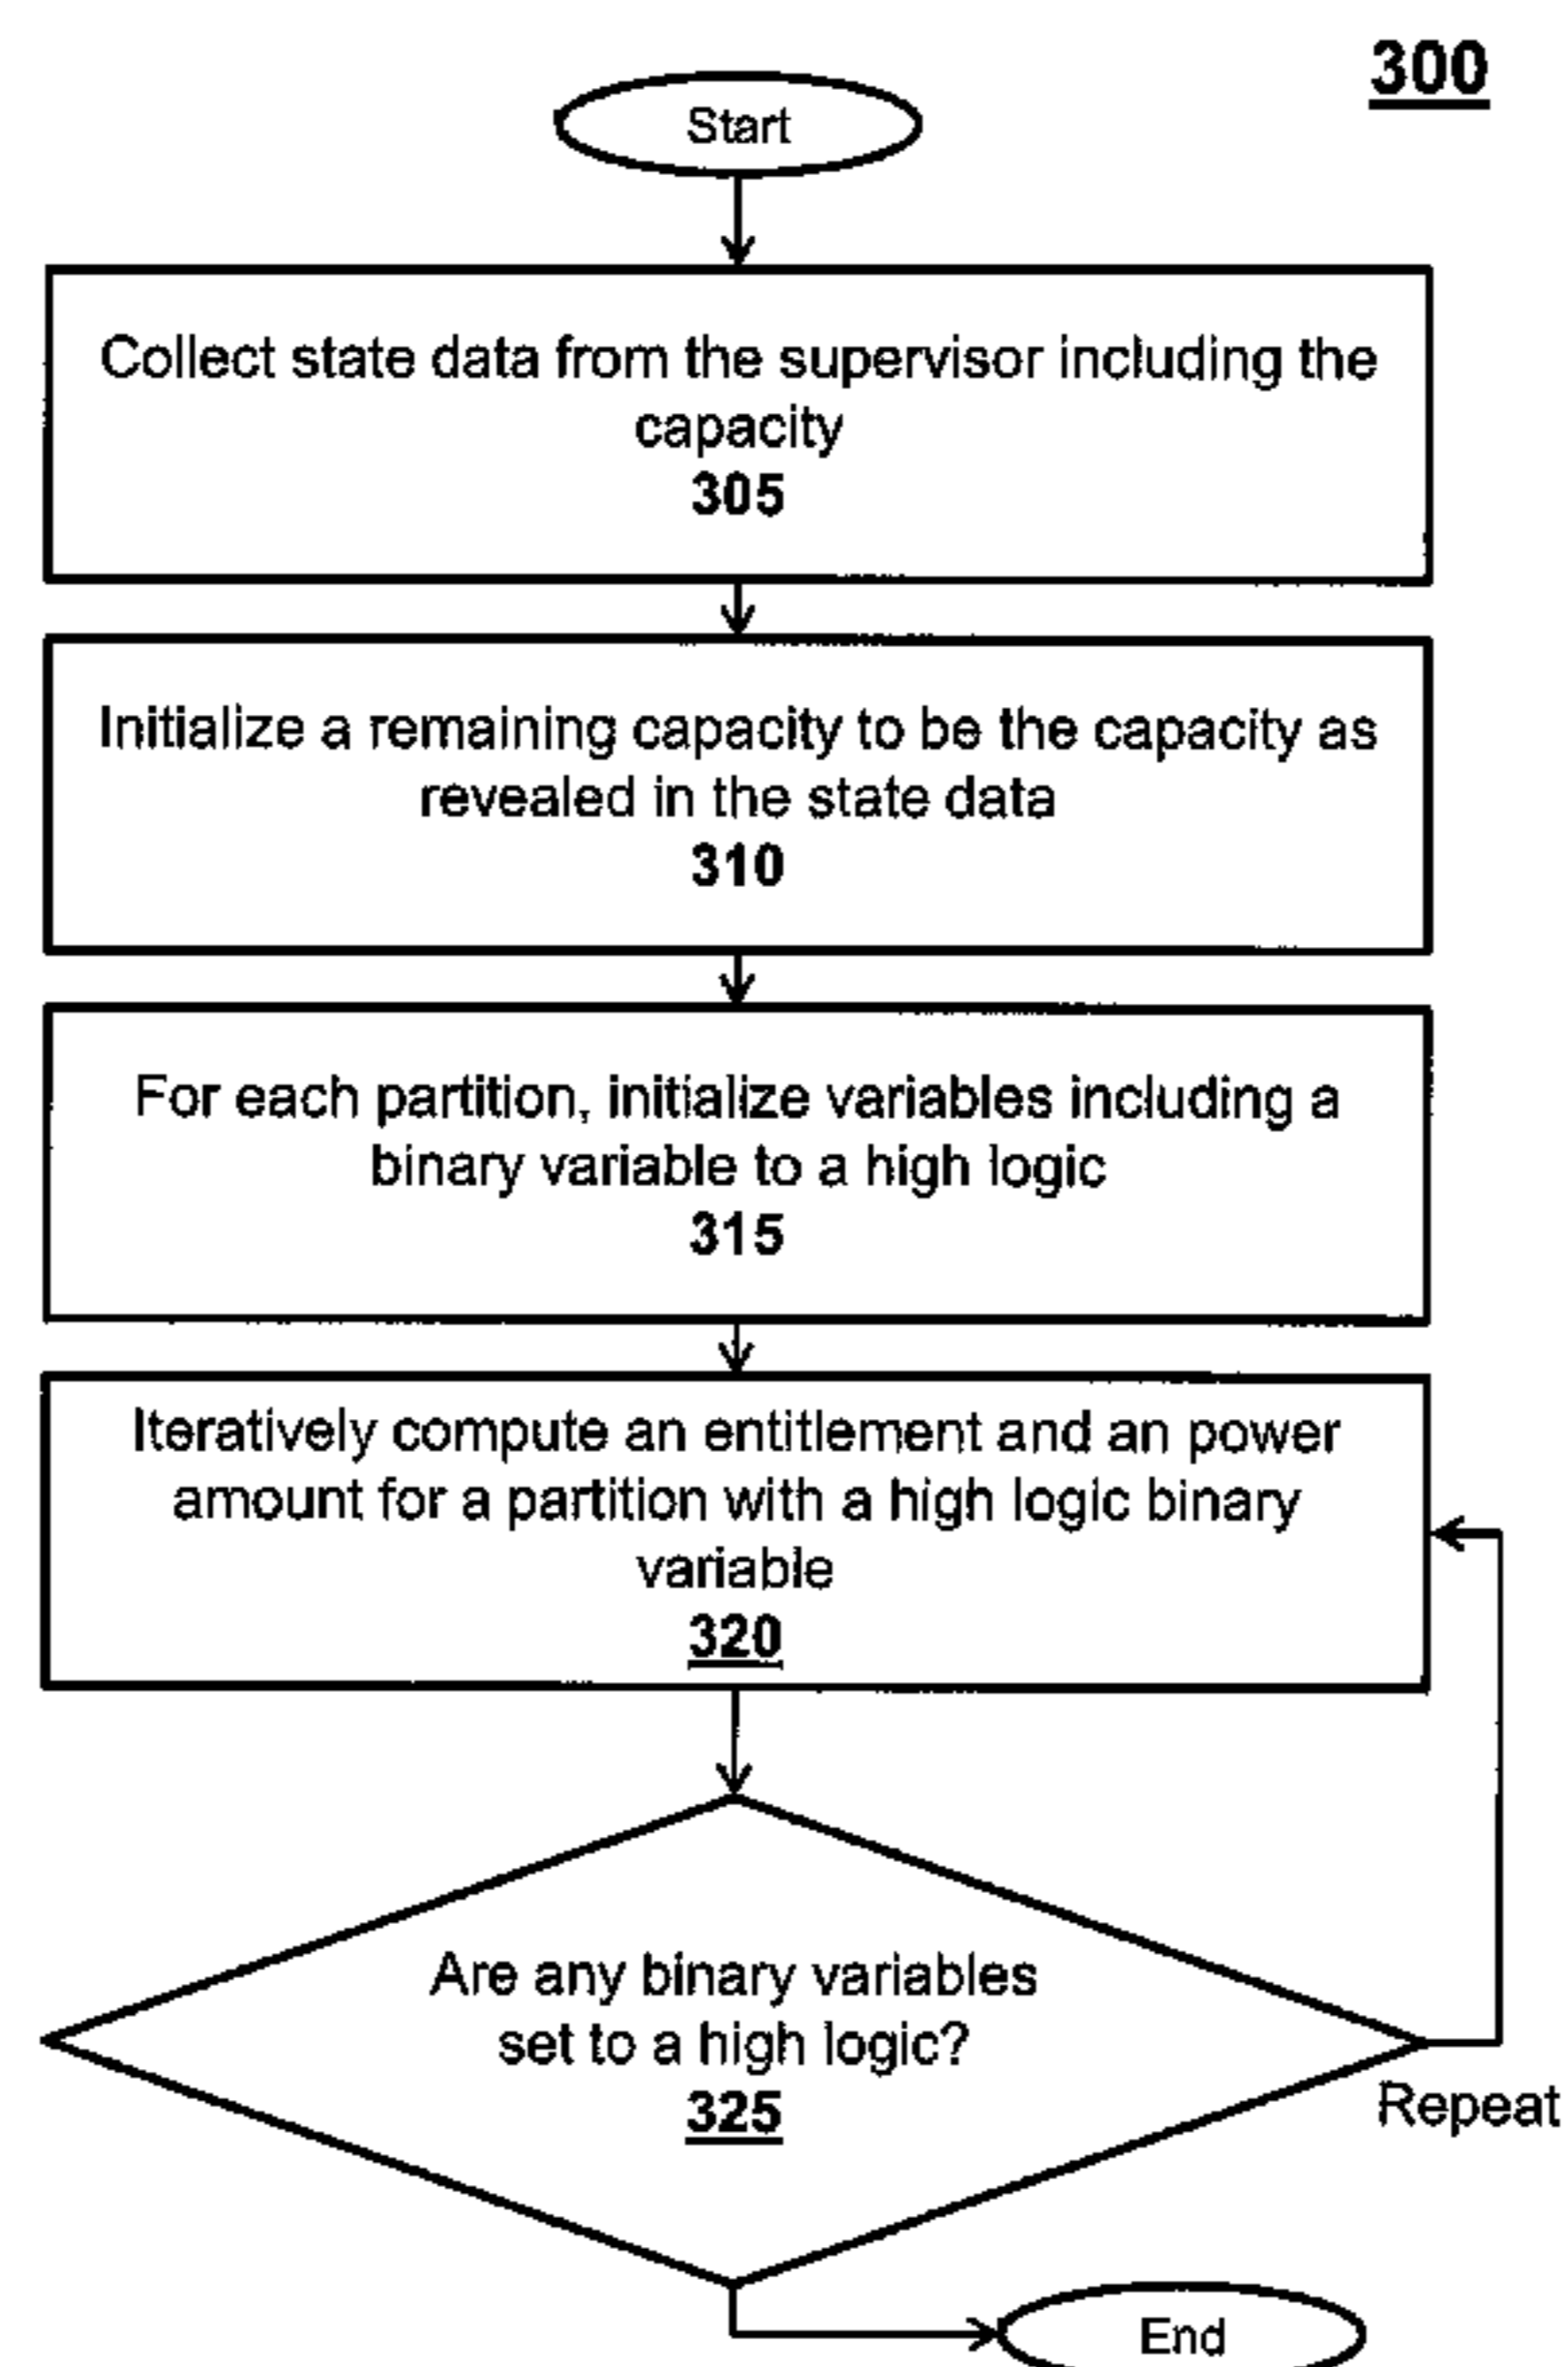 300
Start
Collect state data from the supervisor including the
capacity
305
Initialize a remaining capacity to be the capacity as
revealed in the state data
310
For each partition, initialize variables including a
binary variable to a high logic
315
Iteratively compute an entitlement and an power
amount for a partition with a high logic binary
variable
320
Are any binary variables
set to a high logic?
325
Repeat
End